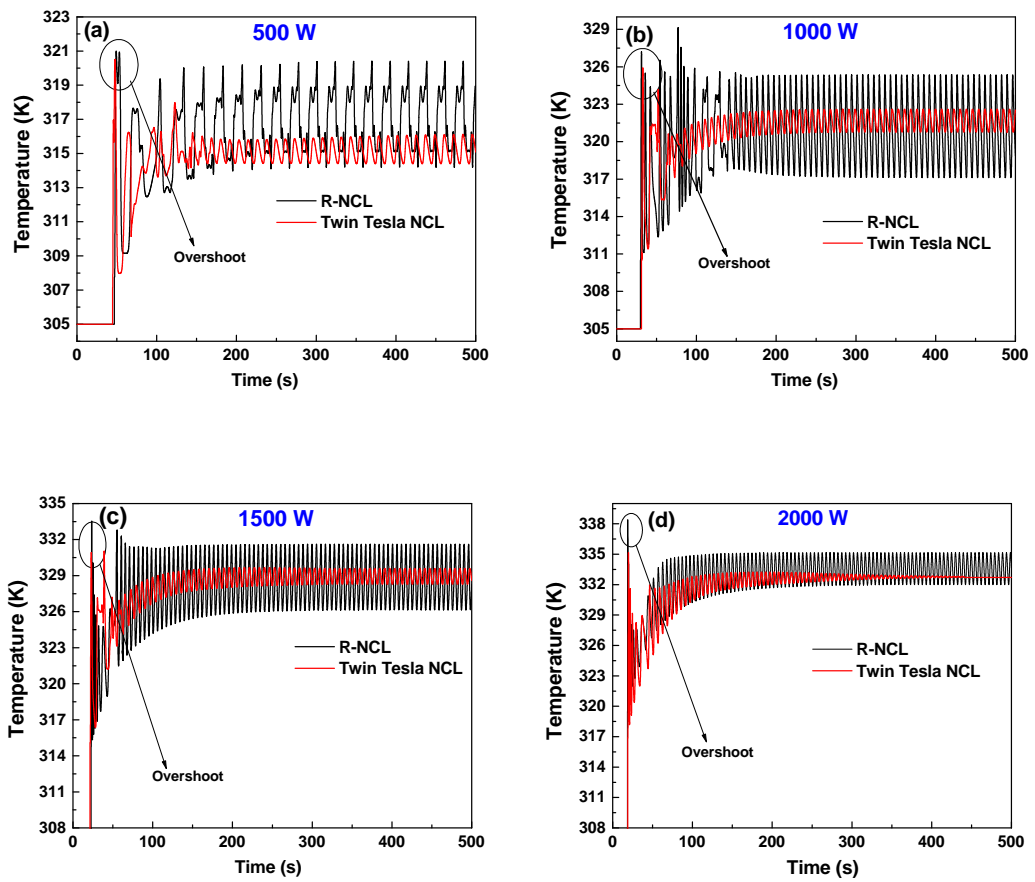 (a)
500 W
Temperature (K)
323
321
319
317
315
313
311
309
307
305
R-NCL
Twin Tesla NCL
Overshoot
0
100
200
300
400
500
Time (s)
(b)
1000 W
Temperature (K)
329
326
323
320
317
314
311
308
305
R-NCL
Twin Tesla NCL
Overshoot
0
100
200
300
400
500
Time (s)
(c)
1500 W
Temperature (K)
335
332
329
326
323
320
317
314
311
308
R-NCL
Twin Tesla NCL
Overshoot
0
100
200
300
400
500
Time (s)
(d)
2000 W
Temperature (K)
338
335
332
329
326
323
320
317
314
311
308
R-NCL
Twin Tesla NCL
Overshoot
0
100
200
300
400
500
Time (s)